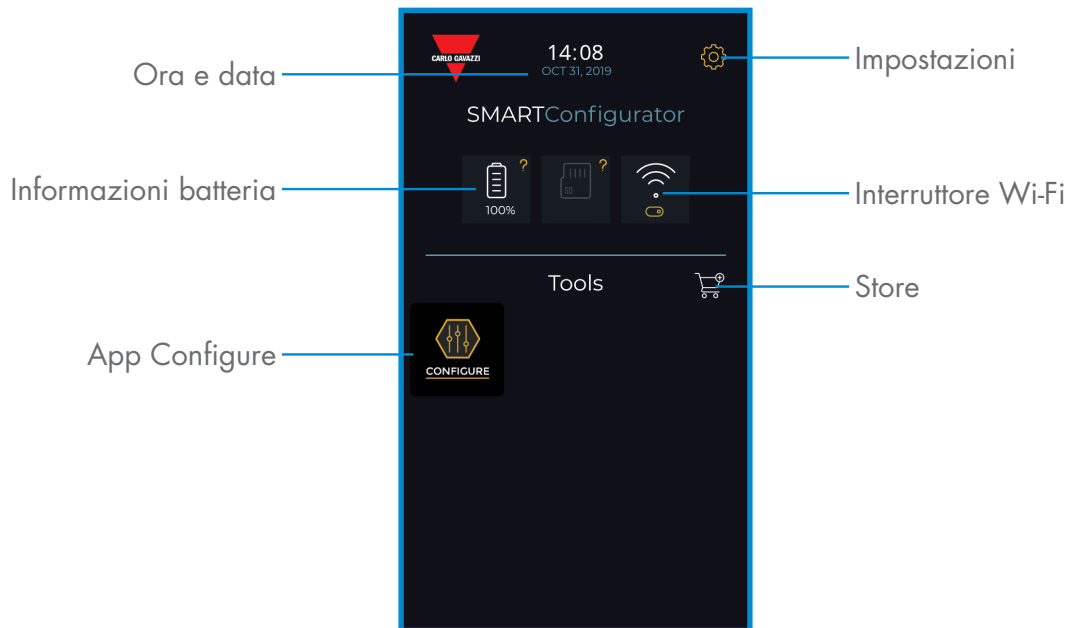 CARLO GAVAZZI
14:08
OCT 31, 2019
Ora e data
Impostazioni
SMARTConfigurator
Informazioni batteria
?
100%
?
SD
Interruttore Wi-Fi
Tools
Store
App Configure
CONFIGURE